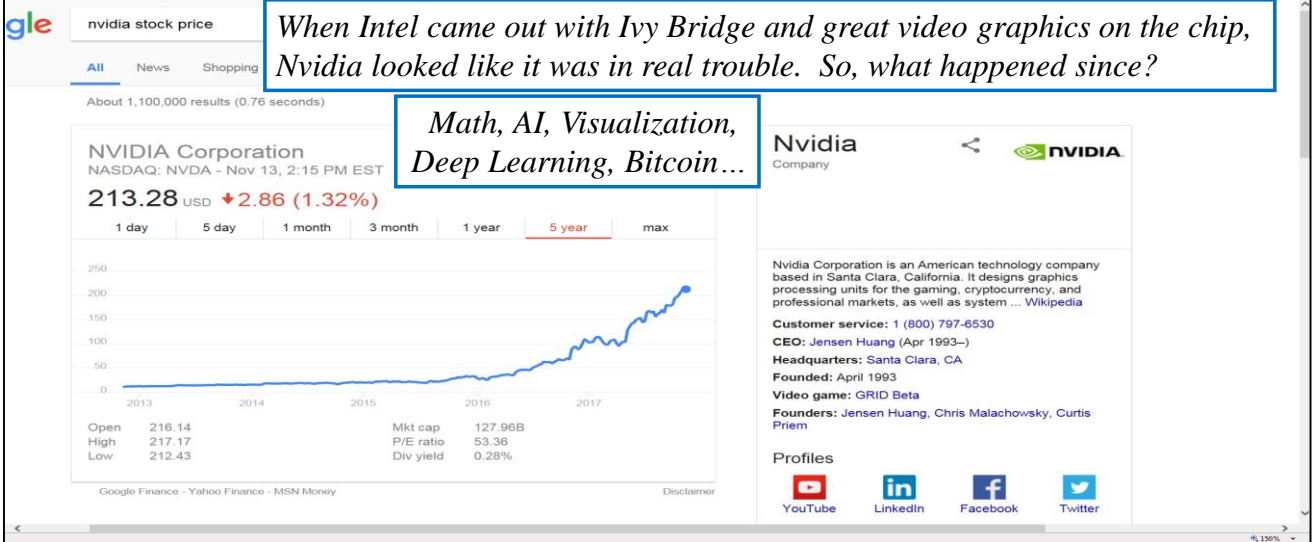 gle
nvidia stock price
When Intel came out with Ivy Bridge and great video graphics on the chip,
Nvidia looked like it was in real trouble. So, what happened since?
All News Shopping
About 1,100,000 results (0.76 seconds)
Math, AI, Visualization,
Deep Learning, Bitcoin…
NVIDIA Corporation
NASDAQ: NVDA - Nov 13, 2:15 PM EST
213.28 USD 2.86 (1.32%)
1 day 5 day 1 month 3 month 1 year 5 year max
250
200
150
100
50
0
2013 2014 2015 2016 2017
Open 216.14 Mkt cap 127.96B
High 217.17 P/E ratio 53.36
Low 212.43 Div yield 0.28%
Google Finance - Yahoo Finance - MSN Money Disclaimer
Nvidia
Company
NVIDIA.
Nvidia Corporation is an American technology company
based in Santa Clara, California. It designs graphics
processing units for the gaming, cryptocurrency, and
professional markets, as well as system ... Wikipedia
Customer service: 1 (800) 797-6530
CEO: Jensen Huang (Apr 1993–)
Headquarters: Santa Clara, CA
Founded: April 1993
Video game: GRID Beta
Founders: Jensen Huang, Chris Malachowsky, Curtis
Priem
Profiles
YouTube LinkedIn Facebook Twitter
150%